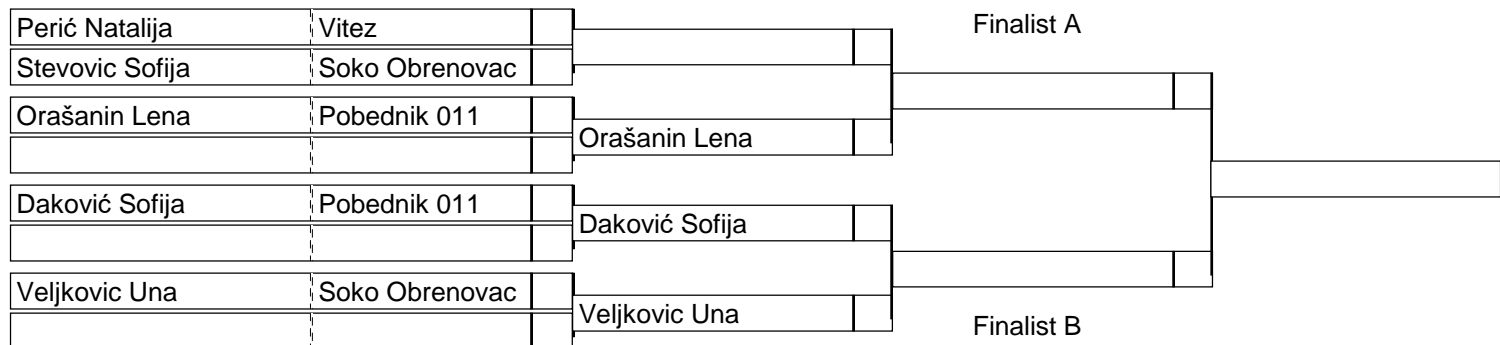 Perić Natalija Vitez
Stevovic Sofija Soko Obrenovac
Orašanin Lena Pobednik 011
Daković Sofija Pobednik 011
Veljkovic Una Soko Obrenovac
Orašanin Lena
Daković Sofija
Veljkovic Una
Finalist A
Finalist B